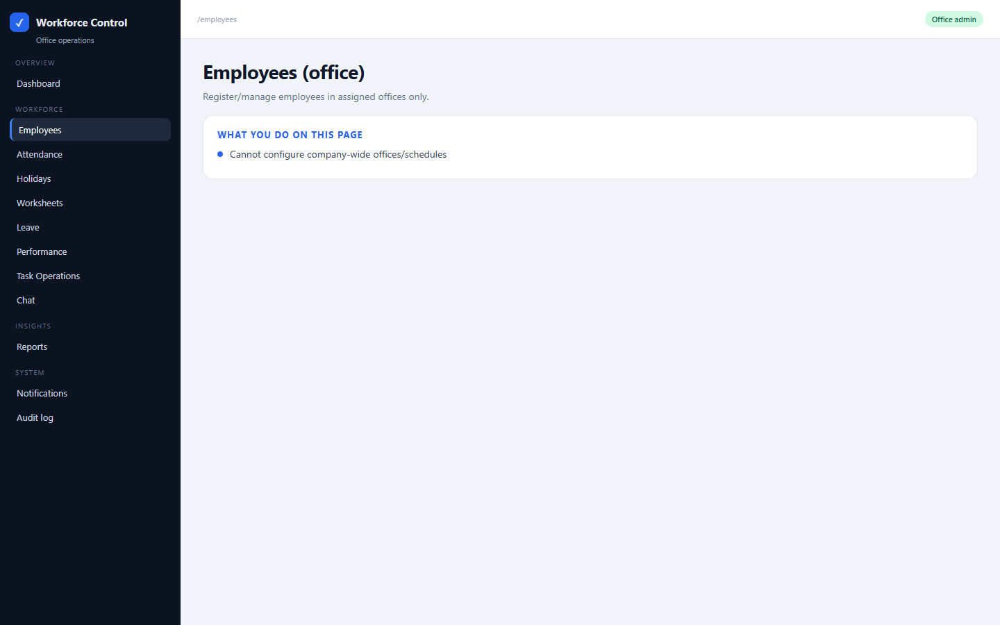 Workforce Control
Office operations
OVERVIEW
Dashboard
WORKFORCE
Employees
Attendance
Holidays
Worksheets
Leave
Performance
Task Operations
Chat
INSIGHTS
Reports
SYSTEM
Notifications
Audit log
/employees
Office admin
Employees (office)
Register/manage employees in assigned offices only.
WHAT YOU DO ON THIS PAGE
Cannot configure company-wide offices/schedules